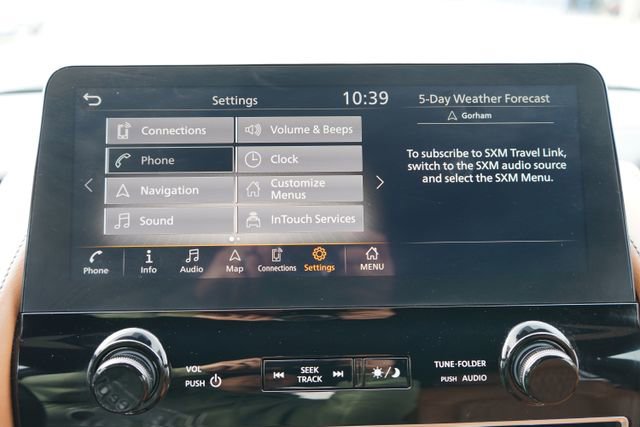 Settings
10:39
5-Day Weather Forecast
Gorham
Connections
Volume & Beeps
Phone
Clock
Navigation
Customize
Menus
Sound
InTouch Services
To subscribe to SXM Travel Link,
switch to the SXM audio source
and select the SXM Menu.
Phone
Info
Audio
Map
Connections
Settings
MENU
VOL
PUSH
SEEK
TRACK
TUNE·FOLDER
PUSH AUDIO